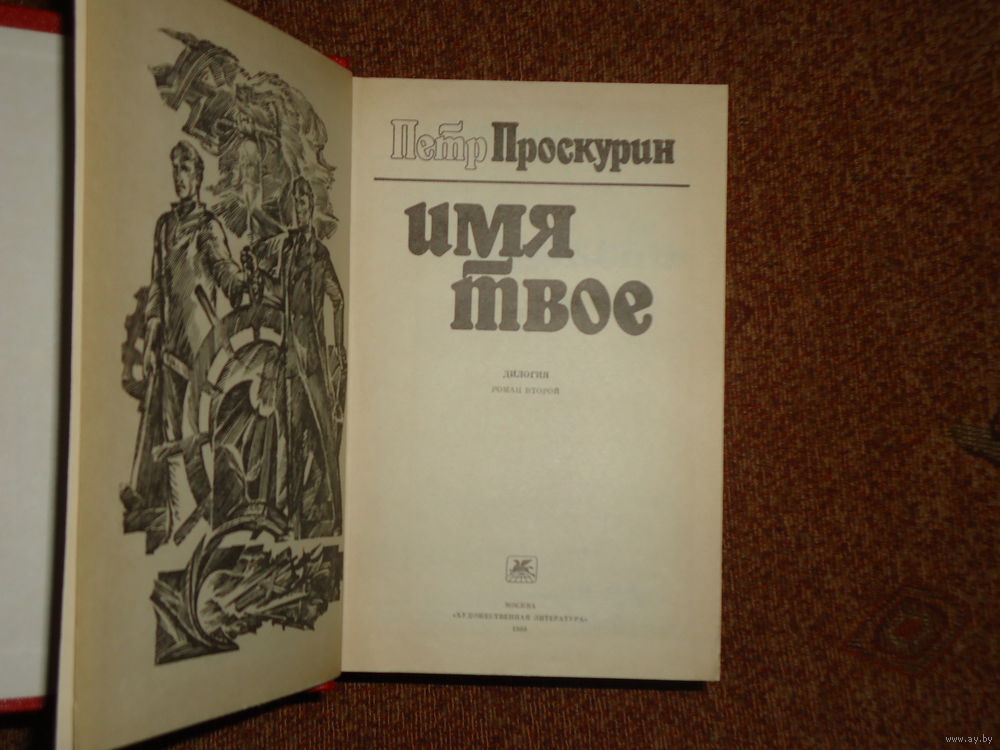 Петр Проскурин
имя
твое
ДИЛОГИЯ
РОМАН ВТОРОЙ
МОСКВА
«ХУДОЖЕСТВЕННАЯ ЛИТЕРАТУРА»
www.ay.by